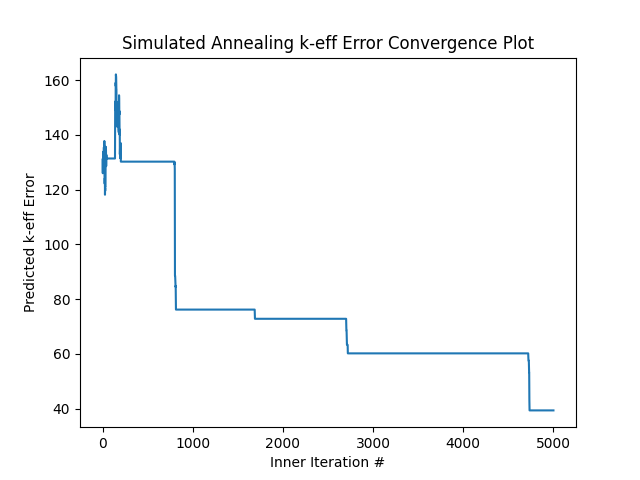 Simulated Annealing k-eff Error Convergence Plot
160
140
120
100
80
60
40
Predicted k-eff Error
0 1000 2000 3000 4000 5000
Inner Iteration #